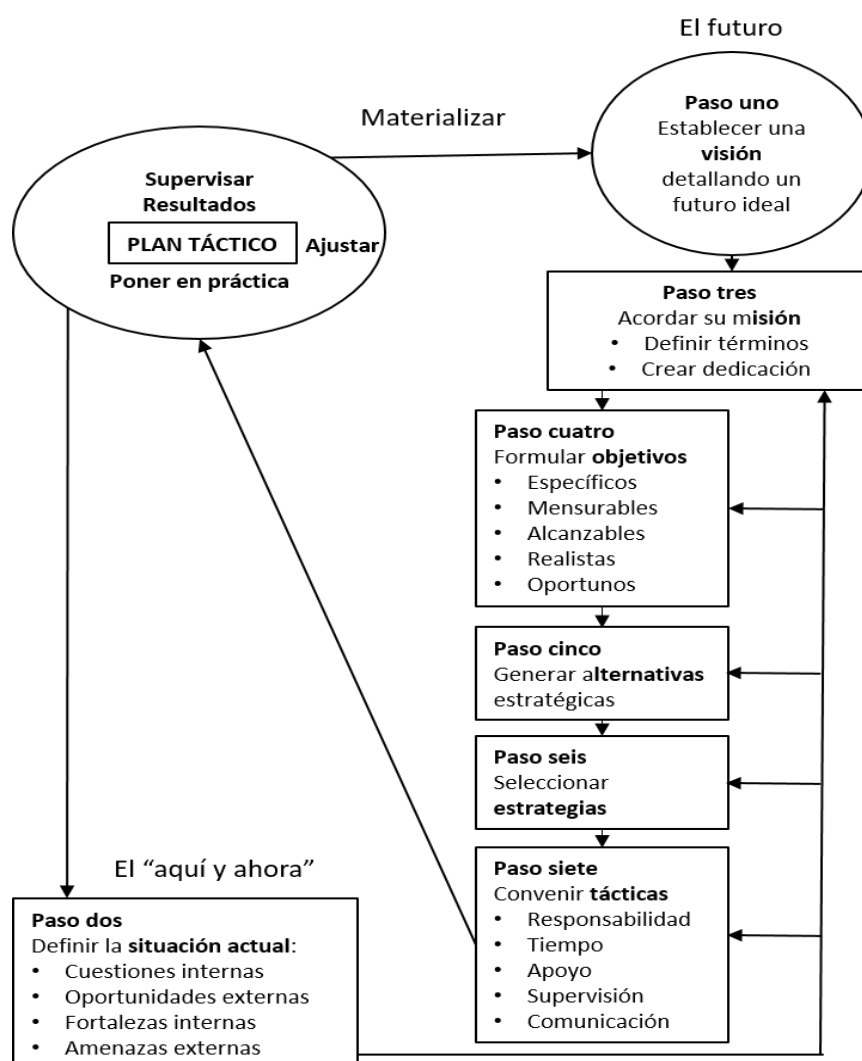 El futuro
Paso uno
Establecer una
visión
detallando un
futuro ideal
Materializar
Supervisar
Resultados
PLAN TÁCTICO
Ajustar
Poner en práctica
Paso tres
Acordar su misión
• Definir términos
• Crear dedicación
Paso cuatro
Formular objetivos
• Específicos
• Mensurables
• Alcanzables
• Realistas
• Oportunos
Paso cinco
Generar alternativas
estratégicas
Paso seis
Seleccionar
estrategias
Paso siete
Convenir tácticas
• Responsabilidad
• Tiempo
• Apoyo
• Supervisión
• Comunicación
El “aquí y ahora”
Paso dos
Definir la situación actual:
• Cuestiones internas
• Oportunidades externas
• Fortalezas internas
• Amenazas externas